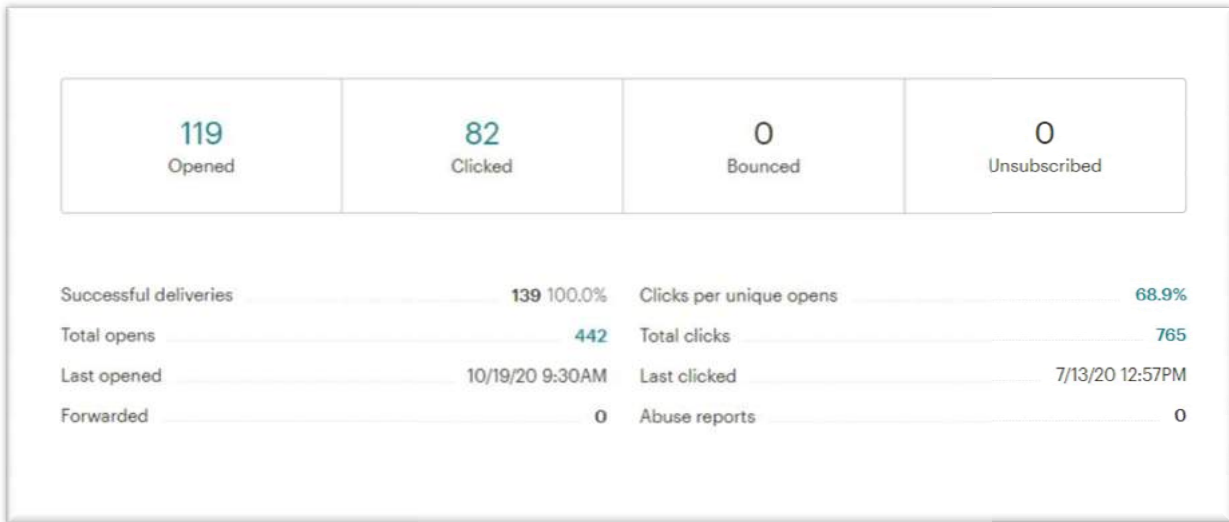 119
Opened
82
Clicked
0
Bounced
0
Unsubscribed
Successful deliveries 139 100.0%
Total opens 442
Last opened 10/19/20 9:30AM
Forwarded 0
Clicks per unique opens 68.9%
Total clicks 765
Last clicked 7/13/20 12:57PM
Abuse reports 0